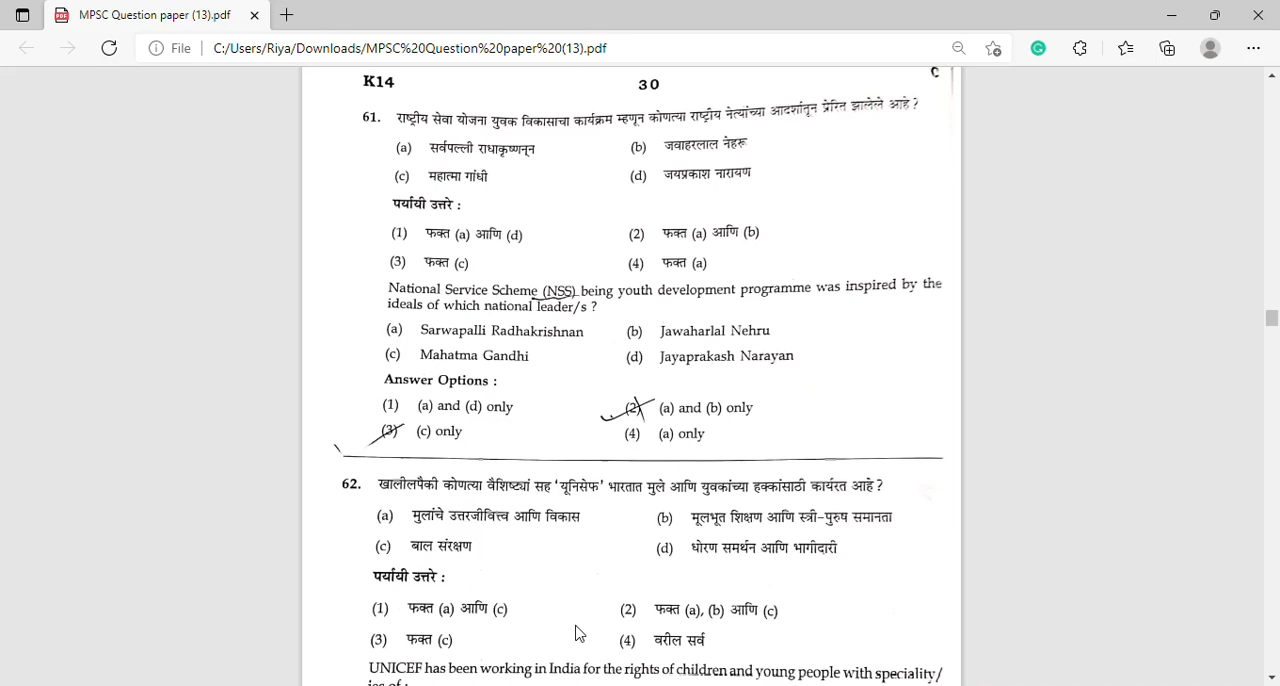 MPSC Question paper (13).pdf
File C:/Users/Riya/Downloads/MPSC%20Question%20paper%20(13).pdf
K14 30 C
61. राष्ट्रीय सेवा योजना युवक विकासाचा कार्यक्रम म्हणून कोणत्या राष्ट्रीय नेत्यांच्या आदर्शातून प्रेरित झालेले आहे ?
(a) सर्वपल्ली राधाकृष्णनन् (b) जवाहरलाल नेहरू
(c) महात्मा गांधी (d) जयप्रकाश नारायण
पर्यायी उत्तरे :
(1) फक्त (a) आणि (d) (2) फक्त (a) आणि (b)
(3) फक्त (c) (4) फक्त (a)
National Service Scheme (NSS) being youth development programme was inspired by the
ideals of which national leader/s ?
(a) Sarwapalli Radhakrishnan (b) Jawaharlal Nehru
(c) Mahatma Gandhi (d) Jayaprakash Narayan
Answer Options :
(1) (a) and (d) only (2) (a) and (b) only
(3) (c) only (4) (a) only
62. खालीलपैकी कोणत्या वैशिष्ट्यां सह 'यूनिसेफ' भारतात मुले आणि युवकांच्या हक्कांसाठी कार्यरत आहे ?
(a) मुलांचे उत्तरजीवित्त्व आणि विकास (b) मूलभूत शिक्षण आणि स्त्री-पुरुष समानता
(c) बाल संरक्षण (d) धोरण समर्थन आणि भागीदारी
पर्यायी उत्तरे :
(1) फक्त (a) आणि (c) (2) फक्त (a), (b) आणि (c)
(3) फक्त (c) (4) वरील सर्व
UNICEF has been working in India for the rights of children and young people with speciality/
ies of :